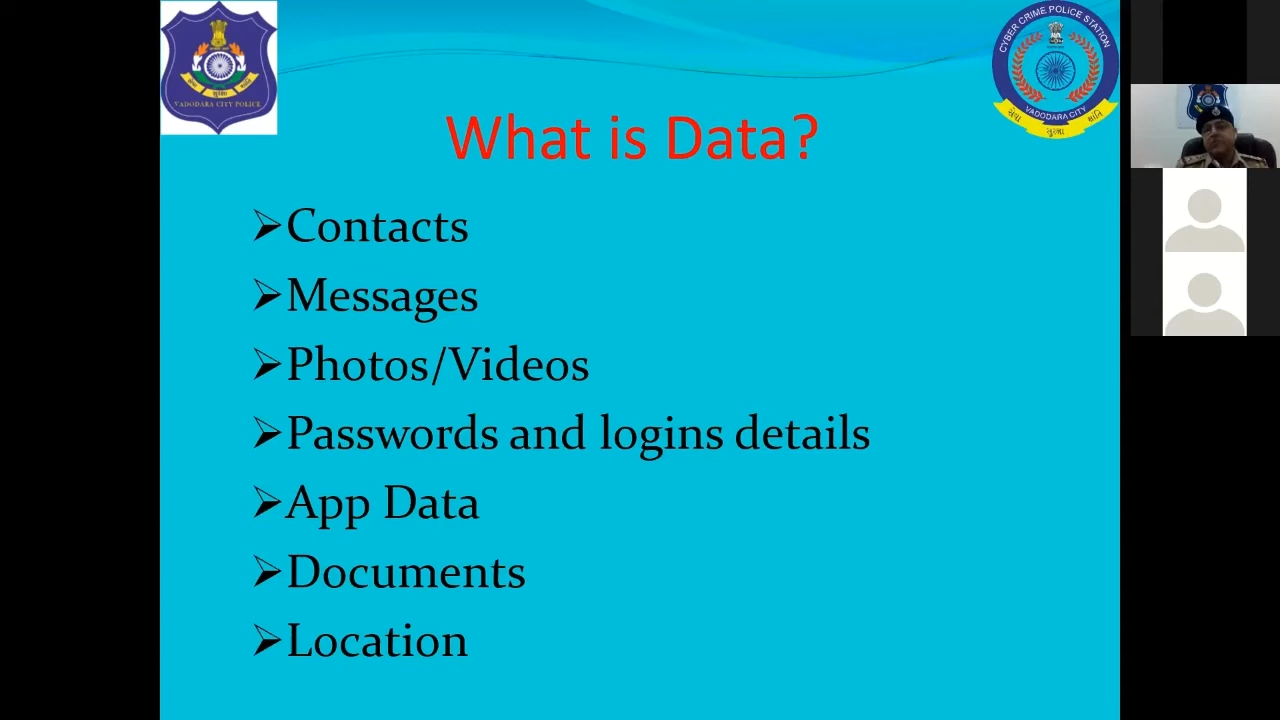 VADODARA CITY POLICE
CYBER CRIME POLICE STATION
VADODARA CITY
સેવા
સુરક્ષા
શાંતિ
What is Data?
➢Contacts
➢Messages
➢Photos/Videos
➢Passwords and logins details
➢App Data
➢Documents
➢Location